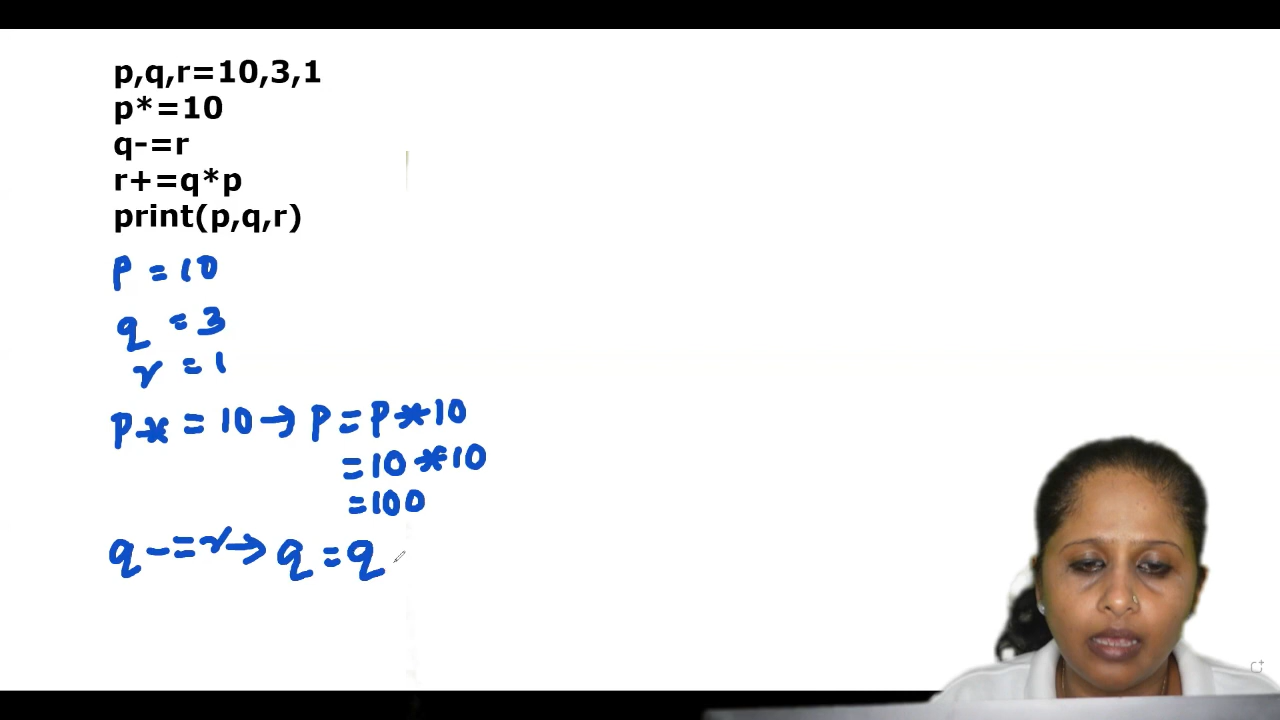 p,q,r=10,3,1
p*=10
q-=r
r+=q*p
print(p,q,r)
p = 10
q = 3
r = 1
p* = 10 → p = p * 10
= 10 * 10
= 100
q -= r → q = q